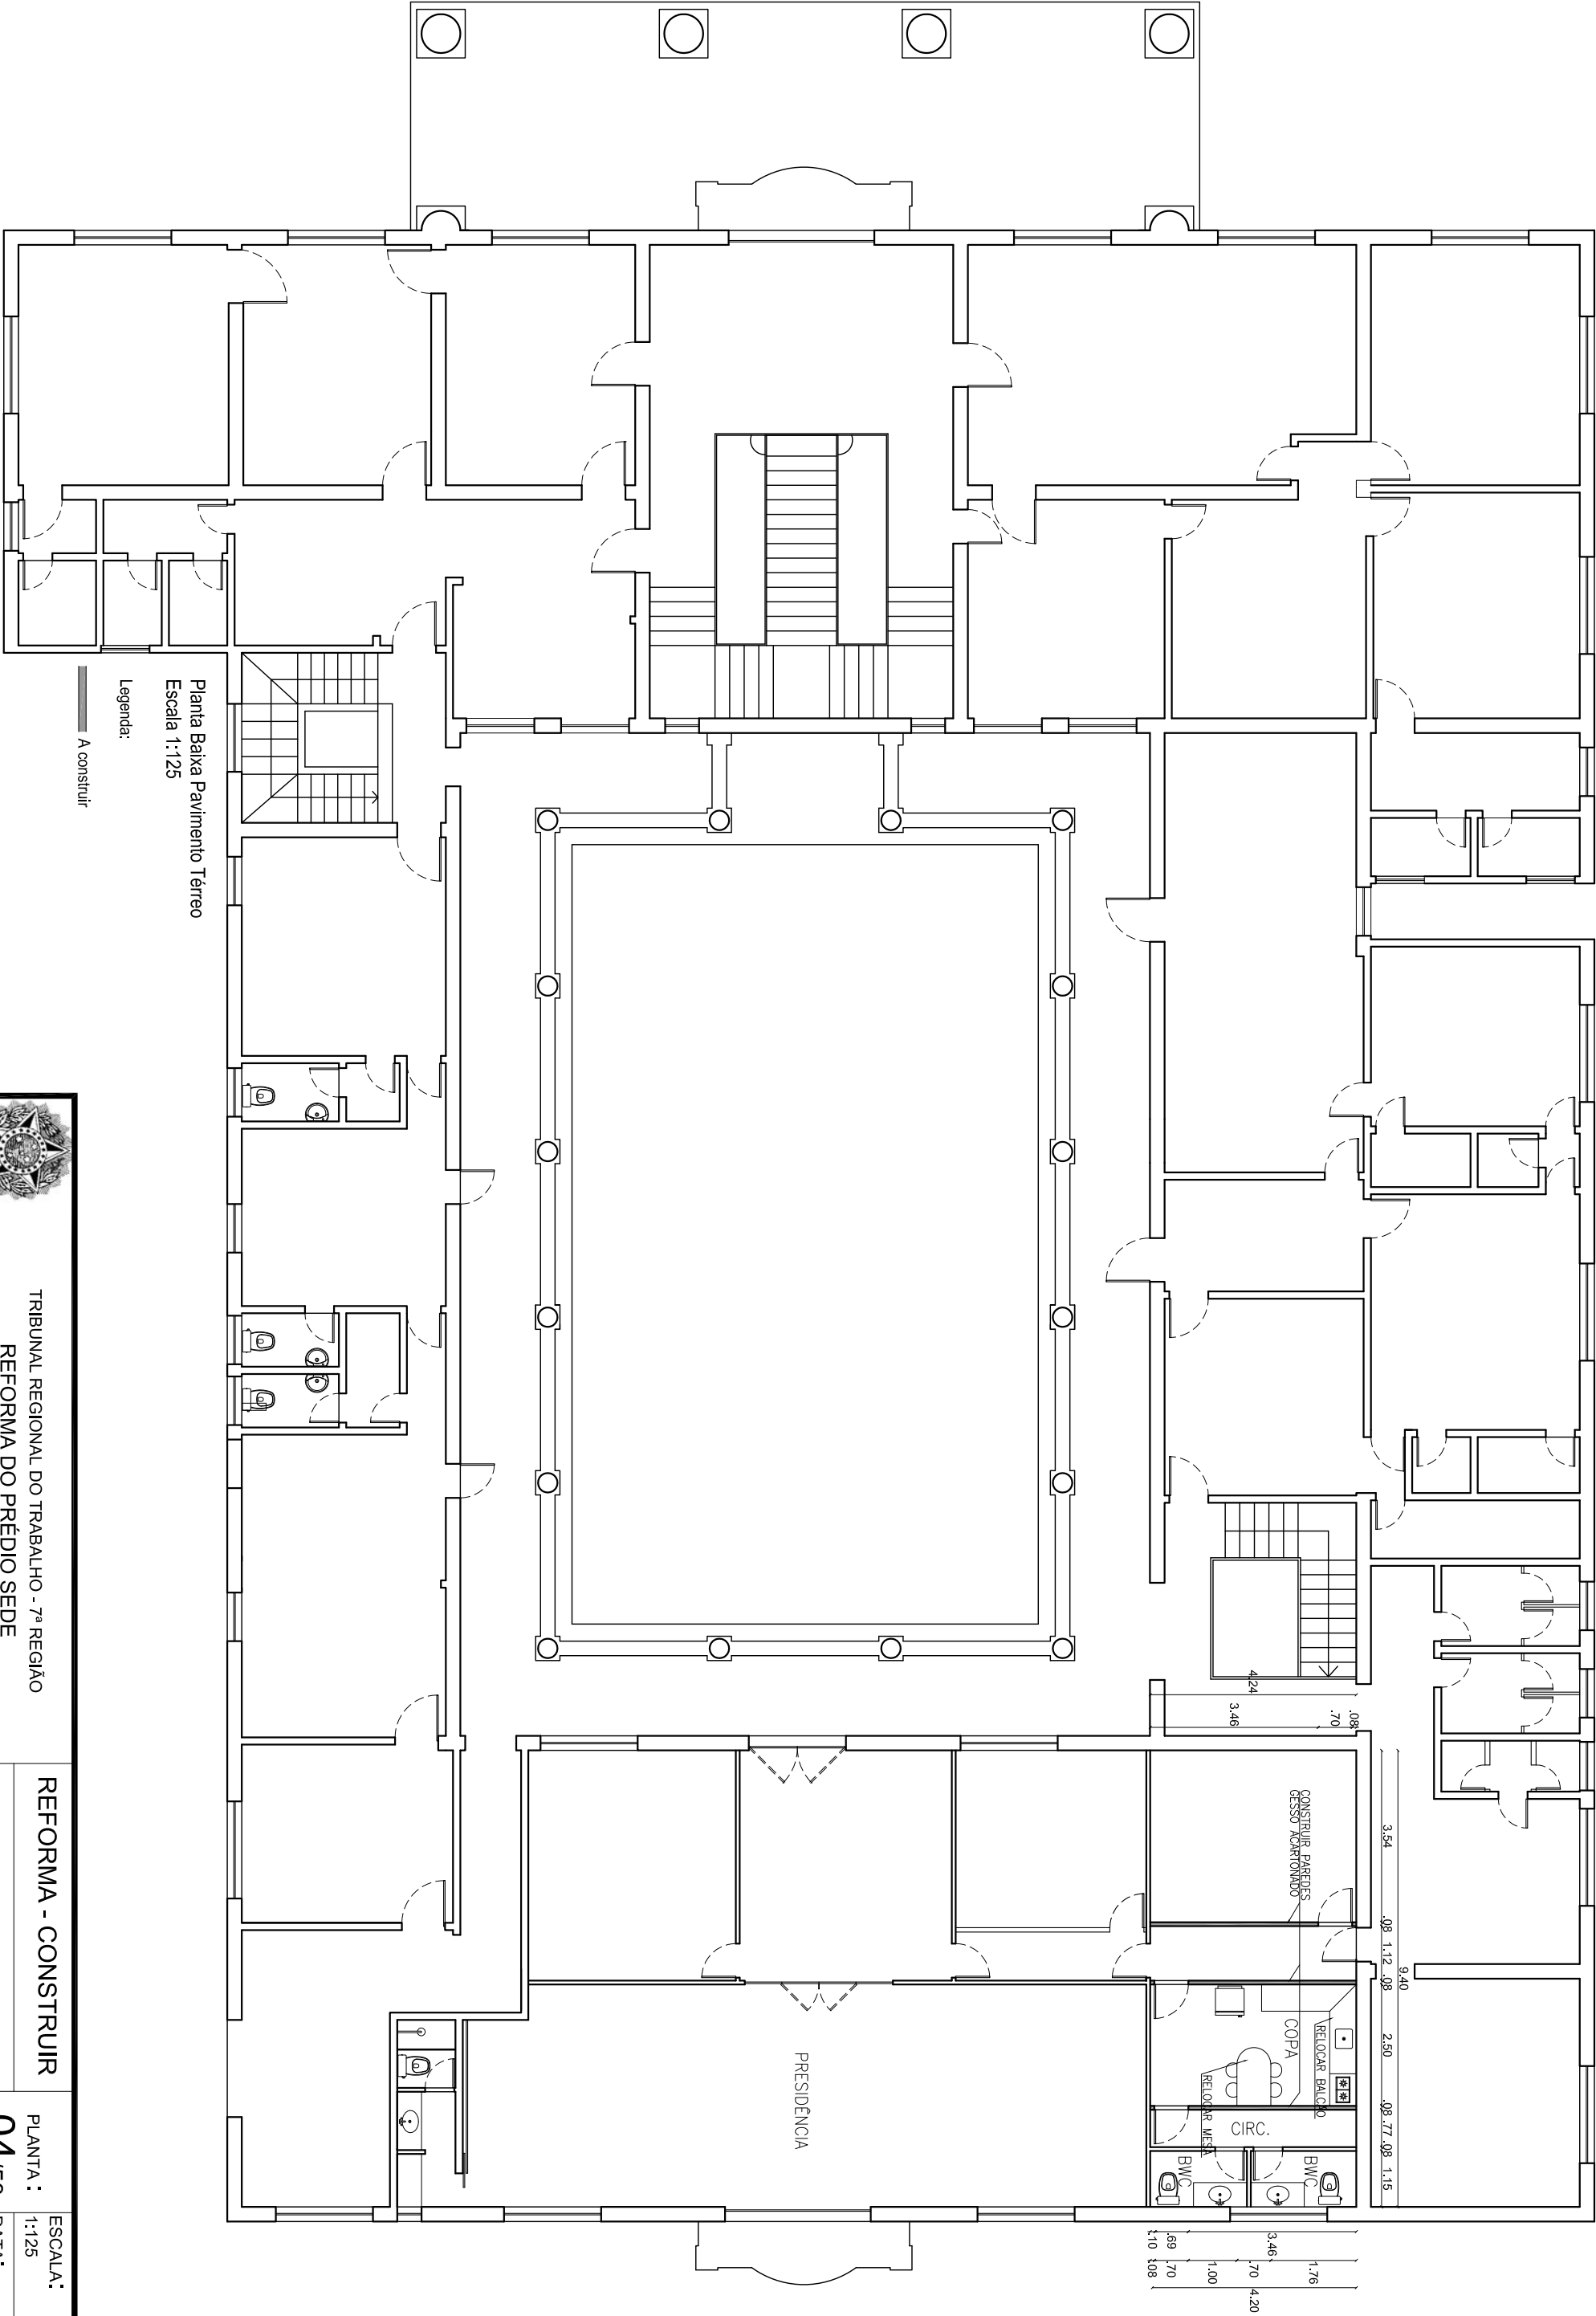 Planta Baixa Pavimento Térreo
Escala 1:125
Legenda:
A construir
4.24
3.46
.70
.08
CONSTRUIR PAREDES
GESSO ACARTONADO
9.40
3.54
.08
1.12
.08
2.50
.08
.77
.08
1.15
RELOCAR BALCÃO
COPA
RELOCAR MESA
CIRC.
BWC
BWC
PRESIDÊNCIA
3.46
.69
.10
1.76
.70
1.00
.70
.08
4.20
TRIBUNAL REGIONAL DO TRABALHO - 7ª REGIÃO
REFORMA DO PRÉDIO SEDE
REFORMA - CONSTRUIR
PLANTA :
ESCALA:
1:125